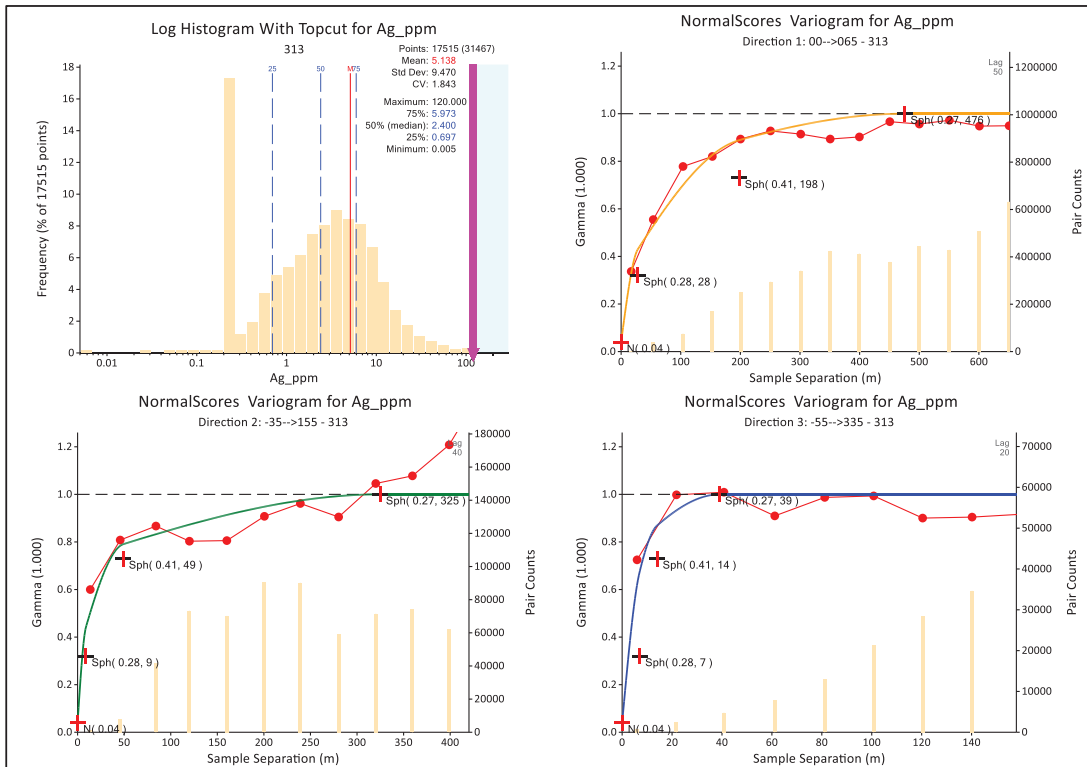 Log Histogram With Topcut for Ag_ppm
313
Points: 17515 (31467)
Mean: 5.138
Std Dev: 9.470
CV: 1.843
Maximum: 120.000
75%: 5.973
50% (median): 2.400
25%: 0.697
Minimum: 0.005
25
50
M
75
18
16
14
12
10
8
6
4
2
0
Frequency (% of 17515 points)
0.01
0.1
1
10
100
Ag_ppm
NormalScores Variogram for Ag_ppm
Direction 1: 00-->065 - 313
Lag
50
1.2
1.0
0.8
0.6
0.4
0.2
0.0
Gamma (1.000)
N( 0.04 )
Sph( 0.28, 28 )
Sph( 0.41, 198 )
Sph( 0.27, 476 )
1200000
1000000
800000
600000
400000
200000
0
Pair Counts
0
100
200
300
400
500
600
Sample Separation (m)
NormalScores Variogram for Ag_ppm
Direction 2: -35-->155 - 313
Lag
40
1.2
1.0
0.8
0.6
0.4
0.2
0.0
Gamma (1.000)
N( 0.04 )
Sph( 0.28, 9 )
Sph( 0.41, 49 )
Sph( 0.27, 325 )
180000
160000
140000
120000
100000
80000
60000
40000
20000
0
Pair Counts
0
50
100
150
200
250
300
350
400
Sample Separation (m)
NormalScores Variogram for Ag_ppm
Direction 3: -55-->335 - 313
Lag
20
1.2
1.0
0.8
0.6
0.4
0.2
0.0
Gamma (1.000)
N( 0.04 )
Sph( 0.28, 7 )
Sph( 0.41, 14 )
Sph( 0.27, 39 )
70000
60000
50000
40000
30000
20000
10000
0
Pair Counts
0
20
40
60
80
100
120
140
Sample Separation (m)